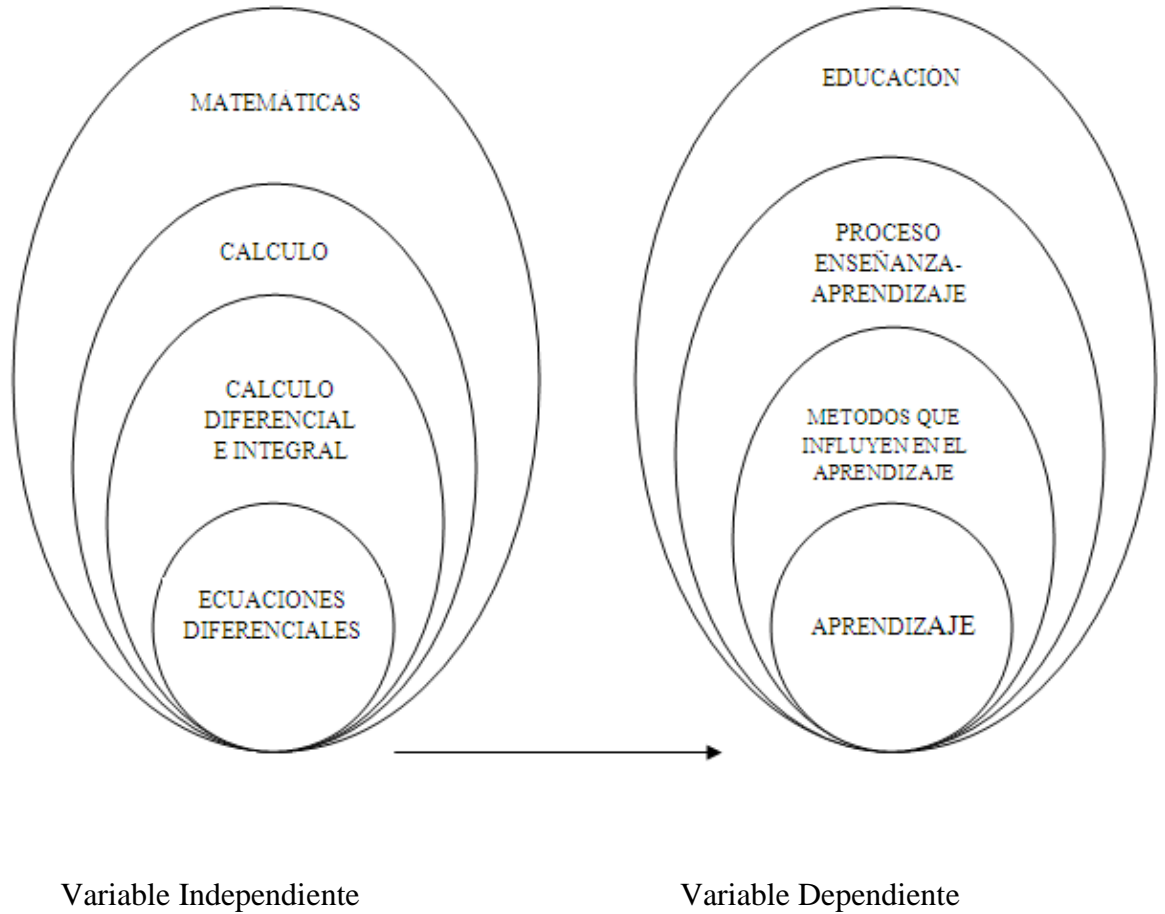 MATEMÁTICAS
CALCULO
CALCULO
DIFERENCIAL
E INTEGRAL
ECUACIONES
DIFERENCIALES
EDUCACIÓN
PROCESO
ENSEÑANZA-
APRENDIZAJE
METODOS QUE
INFLUYEN EN EL
APRENDIZAJE
APRENDIZAJE
Variable Independiente
Variable Dependiente